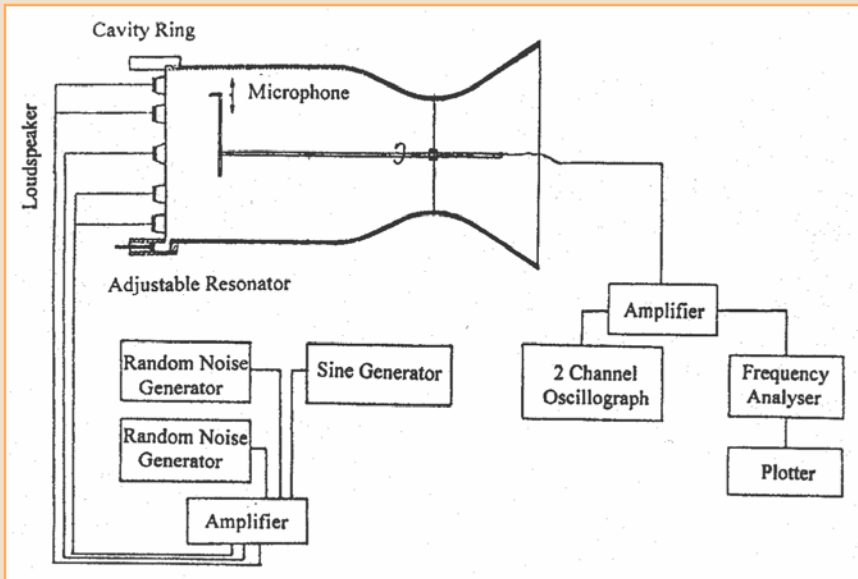 Cavity Ring
Loudspeaker
Microphone
Adjustable Resonator
Amplifier
Random Noise
Generator
Sine Generator
2 Channel
Oscillograph
Frequency
Analyser
Random Noise
Generator
Plotter
Amplifier